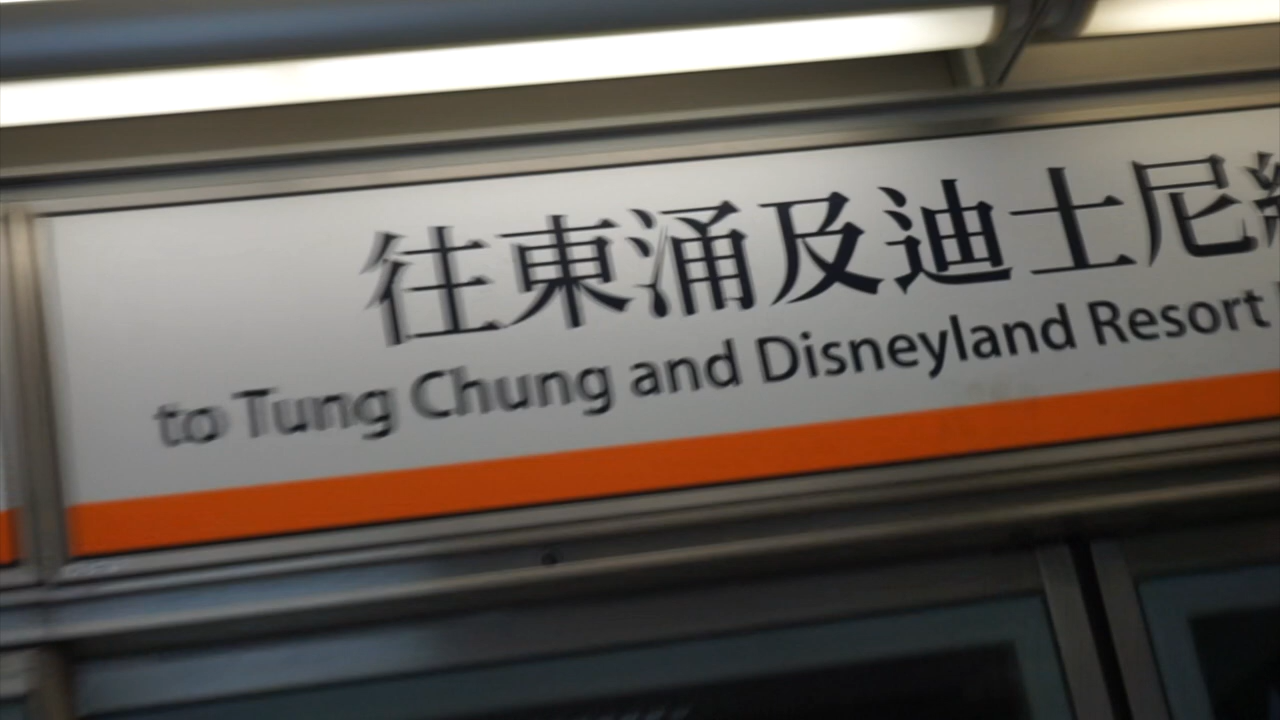 往東涌及迪士尼
to Tung Chung and Disneyland Resort